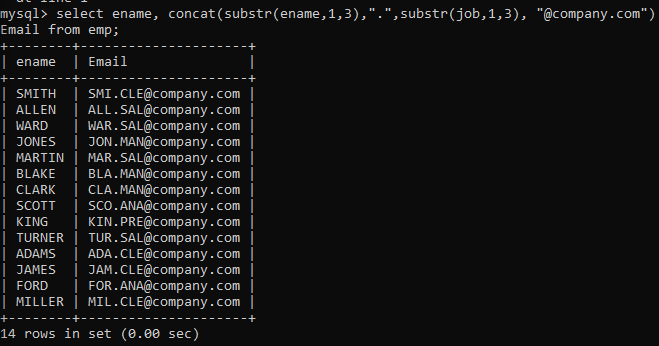 at line 1
mysql> select ename, concat(substr(ename,1,3),".",substr(job,1,3), "@company.com")
Email from emp;
+--------+---------------------+
| ename  | Email               |
+--------+---------------------+
| SMITH  | SMI.CLE@company.com |
| ALLEN  | ALL.SAL@company.com |
| WARD   | WAR.SAL@company.com |
| JONES  | JON.MAN@company.com |
| MARTIN | MAR.SAL@company.com |
| BLAKE  | BLA.MAN@company.com |
| CLARK  | CLA.MAN@company.com |
| SCOTT  | SCO.ANA@company.com |
| KING   | KIN.PRE@company.com |
| TURNER | TUR.SAL@company.com |
| ADAMS  | ADA.CLE@company.com |
| JAMES  | JAM.CLE@company.com |
| FORD   | FOR.ANA@company.com |
| MILLER | MIL.CLE@company.com |
+--------+---------------------+
14 rows in set (0.00 sec)